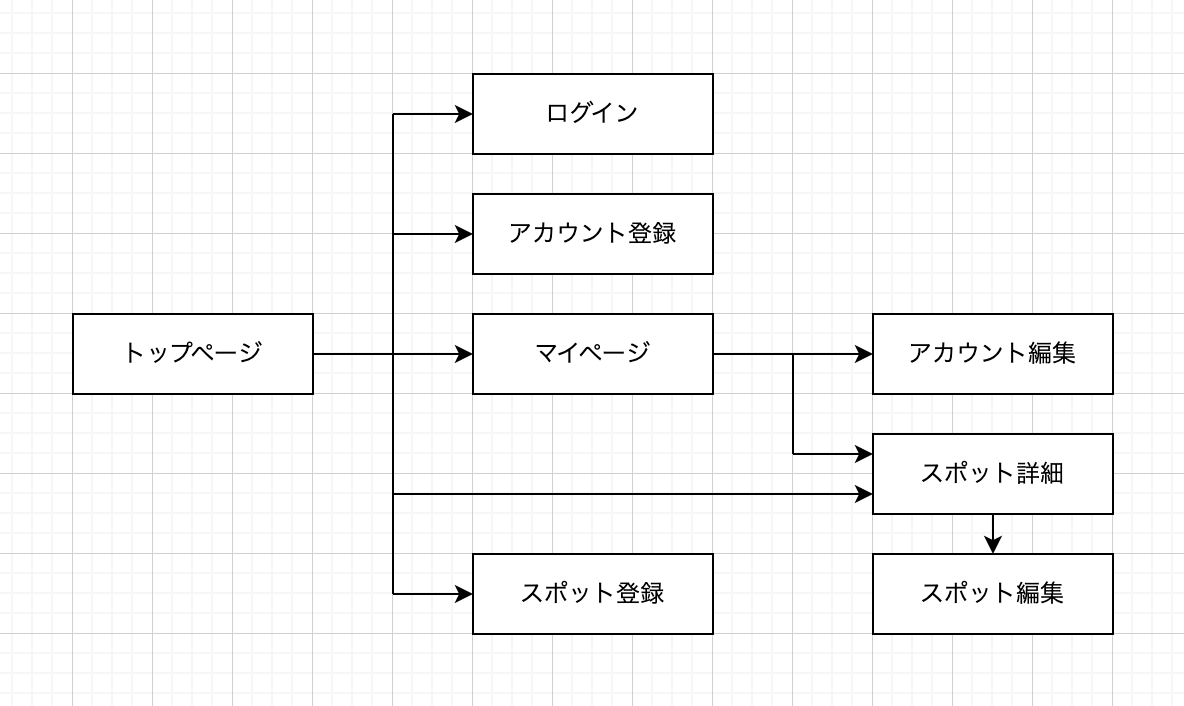 ログイン
アカウント登録
トップページ
マイページ
アカウント編集
スポット詳細
スポット登録
スポット編集